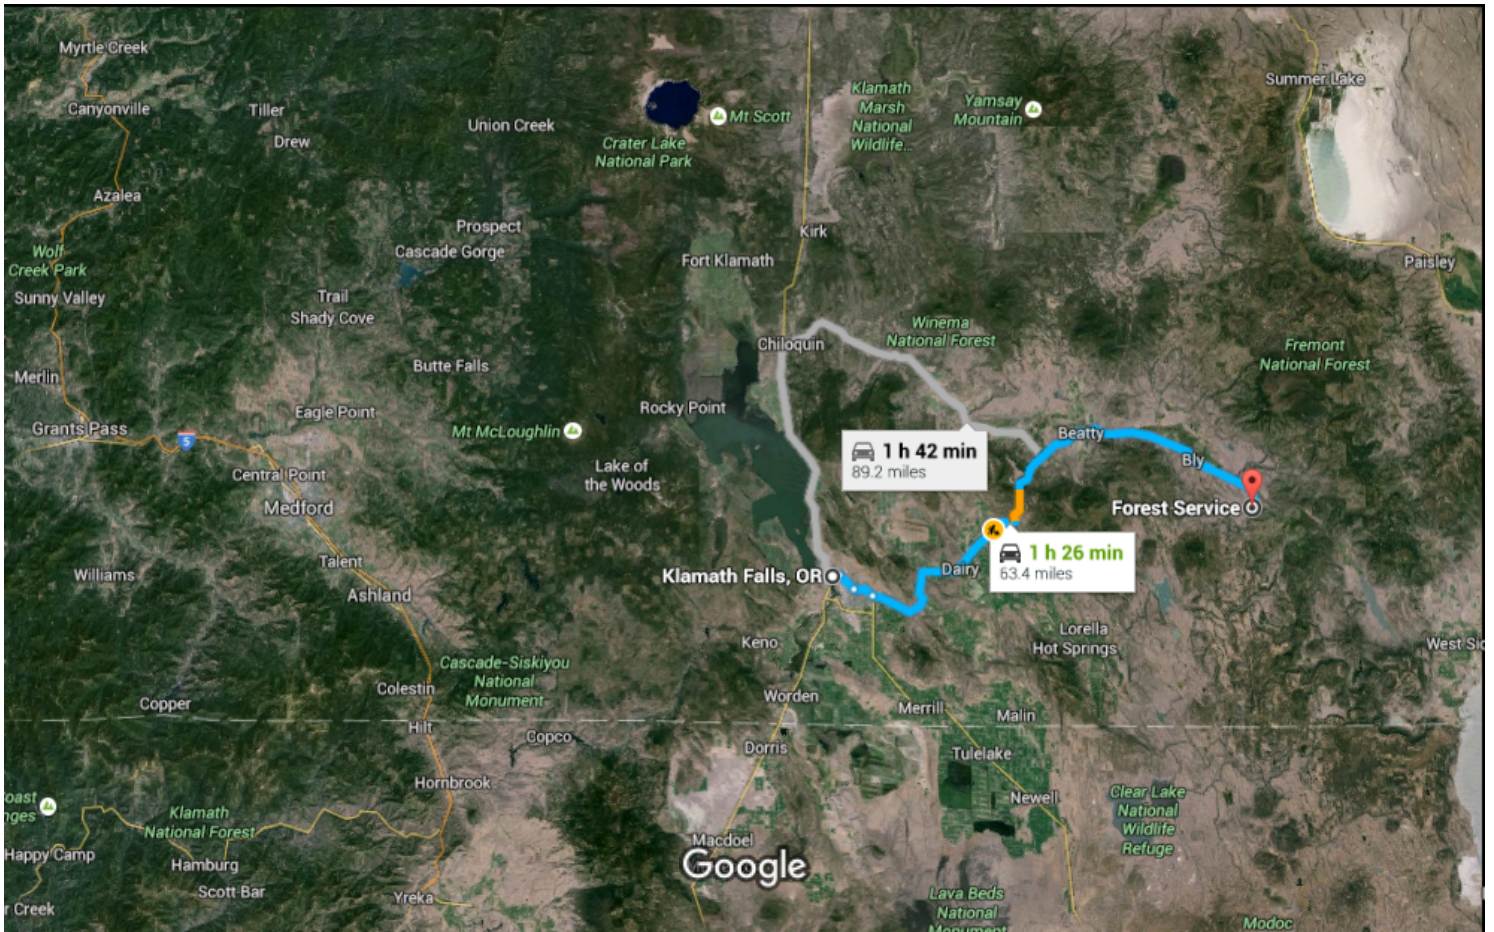 Myrtle Creek
Summer Lake
Canyonville
Tiller
Klamath
Marsh
National
Wildlife...
Yamsay
Mountain
Mt Scott
Union Creek
Drew
Crater Lake
National Park
Azalea
Prospect
Kirk
Cascade Gorge
Wolf
Creek Park
Fort Klamath
Paisley
Sunny Valley
Trail
Shady Cove
Winema
National Forest
Chiloquin
Fremont
National Forest
Butte Falls
Merlin
Rocky Point
Eagle Point
Grants Pass
5
Mt McLoughlin
Beatty
1 h 42 min
89.2 miles
Bly
Central Point
Lake of
the Woods
Medford
Forest Service
1 h 26 min
63.4 miles
Talent
Williams
Klamath Falls, OR
Dairy
Ashland
Lorella
Hot Springs
Keno
West Sid
Cascade-Siskiyou
National
Monument
Colestin
Worden
Copper
Merrill
Malin
Hilt
Copco
Dorris
Tulelake
Hornbrook
Newell
Clear Lake
National
Wildlife
Refuge
oast
nges
Klamath
National Forest
Macdoel
Happy Camp
Hamburg
Google
Scott Bar
Yreka
Lava Beds
National
Monument
r Creek
Modoc